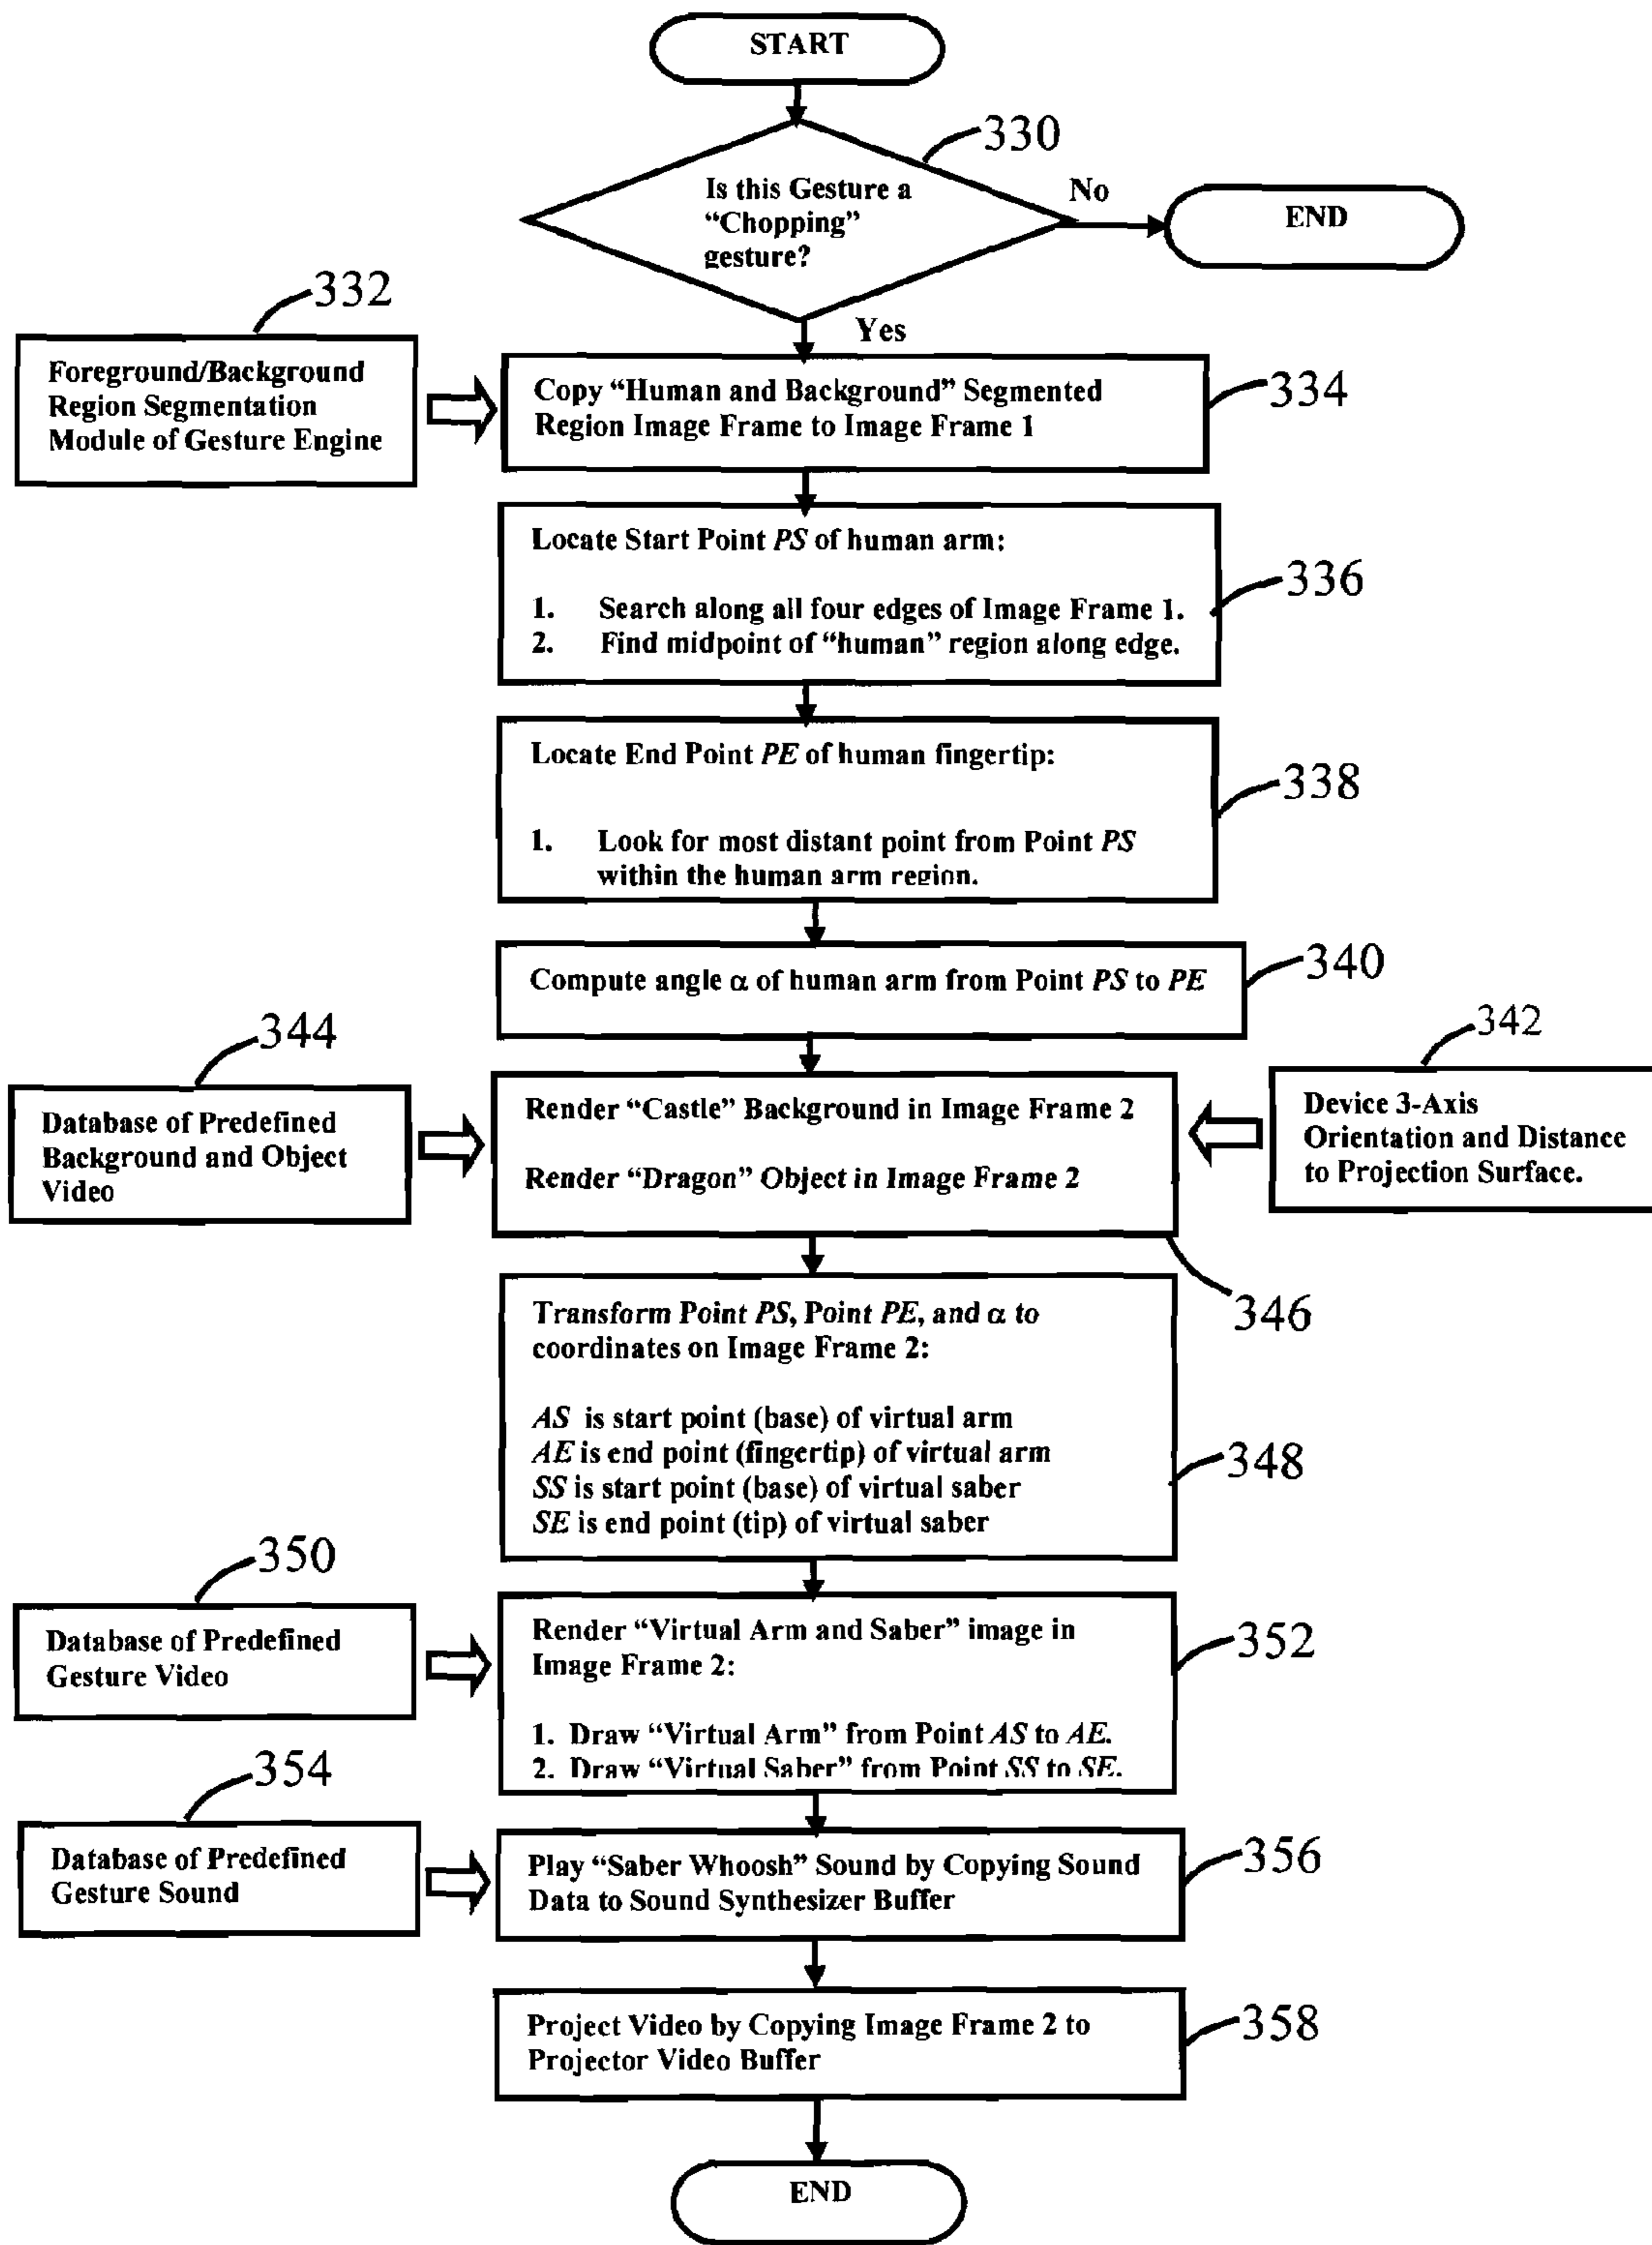 START
330
Is this Gesture a
“Chopping”
gesture?
No
END
Yes
332
Foreground/Background
Region Segmentation
Module of Gesture Engine
Copy “Human and Background” Segmented
Region Image Frame to Image Frame 1
334
Locate Start Point PS of human arm:
1. Search along all four edges of Image Frame 1.
2. Find midpoint of “human” region along edge.
336
Locate End Point PE of human fingertip:
1. Look for most distant point from Point PS
within the human arm region.
338
Compute angle α of human arm from Point PS to PE
340
344
Database of Predefined
Background and Object
Video
Render “Castle” Background in Image Frame 2
Render “Dragon” Object in Image Frame 2
342
Device 3-Axis
Orientation and Distance
to Projection Surface.
346
Transform Point PS, Point PE, and α to
coordinates on Image Frame 2:
AS is start point (base) of virtual arm
AE is end point (fingertip) of virtual arm
SS is start point (base) of virtual saber
SE is end point (tip) of virtual saber
348
350
Database of Predefined
Gesture Video
Render “Virtual Arm and Saber” image in
Image Frame 2:
1. Draw “Virtual Arm” from Point AS to AE.
2. Draw “Virtual Saber” from Point SS to SE.
352
354
Database of Predefined
Gesture Sound
Play “Saber Whoosh” Sound by Copying Sound
Data to Sound Synthesizer Buffer
356
Project Video by Copying Image Frame 2 to
Projector Video Buffer
358
END